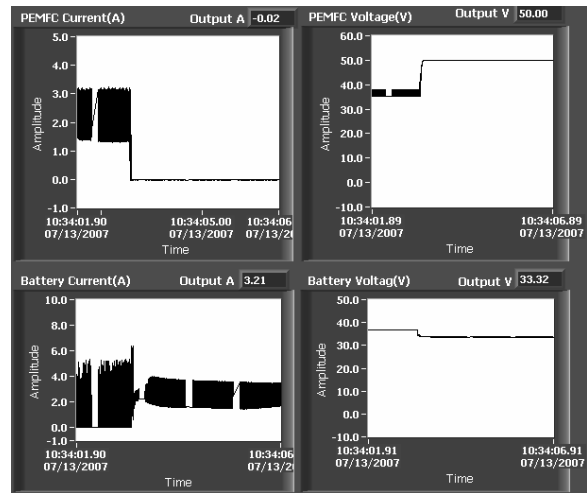 PEMFC Current(A) Output A -0.02
5.0
4.0
3.0
2.0
1.0
0.0
-1.0
Amplitude
10:34:01.90 10:34:05.00 10:34:06
07/13/2007 07/13/2007 07/13/2
Time
PEMFC Voltage(V) Output V 50.00
60.0
50.0
40.0
30.0
20.0
10.0
0.0
-10.0
Amplitude
10:34:01.89 10:34:06.89
07/13/2007 07/13/2007
Time
Battery Current(A) Output A 3.21
10.0
8.0
6.0
4.0
2.0
0.0
-1.0
Amplitude
10:34:01.90 10:34:06
07/13/2007 07/13/2
Time
Battery Voltag(V) Output V 33.32
50.0
40.0
30.0
20.0
10.0
0.0
-10.0
Amplitude
10:34:01.91 10:34:06.91
07/13/2007 07/13/2007
Time